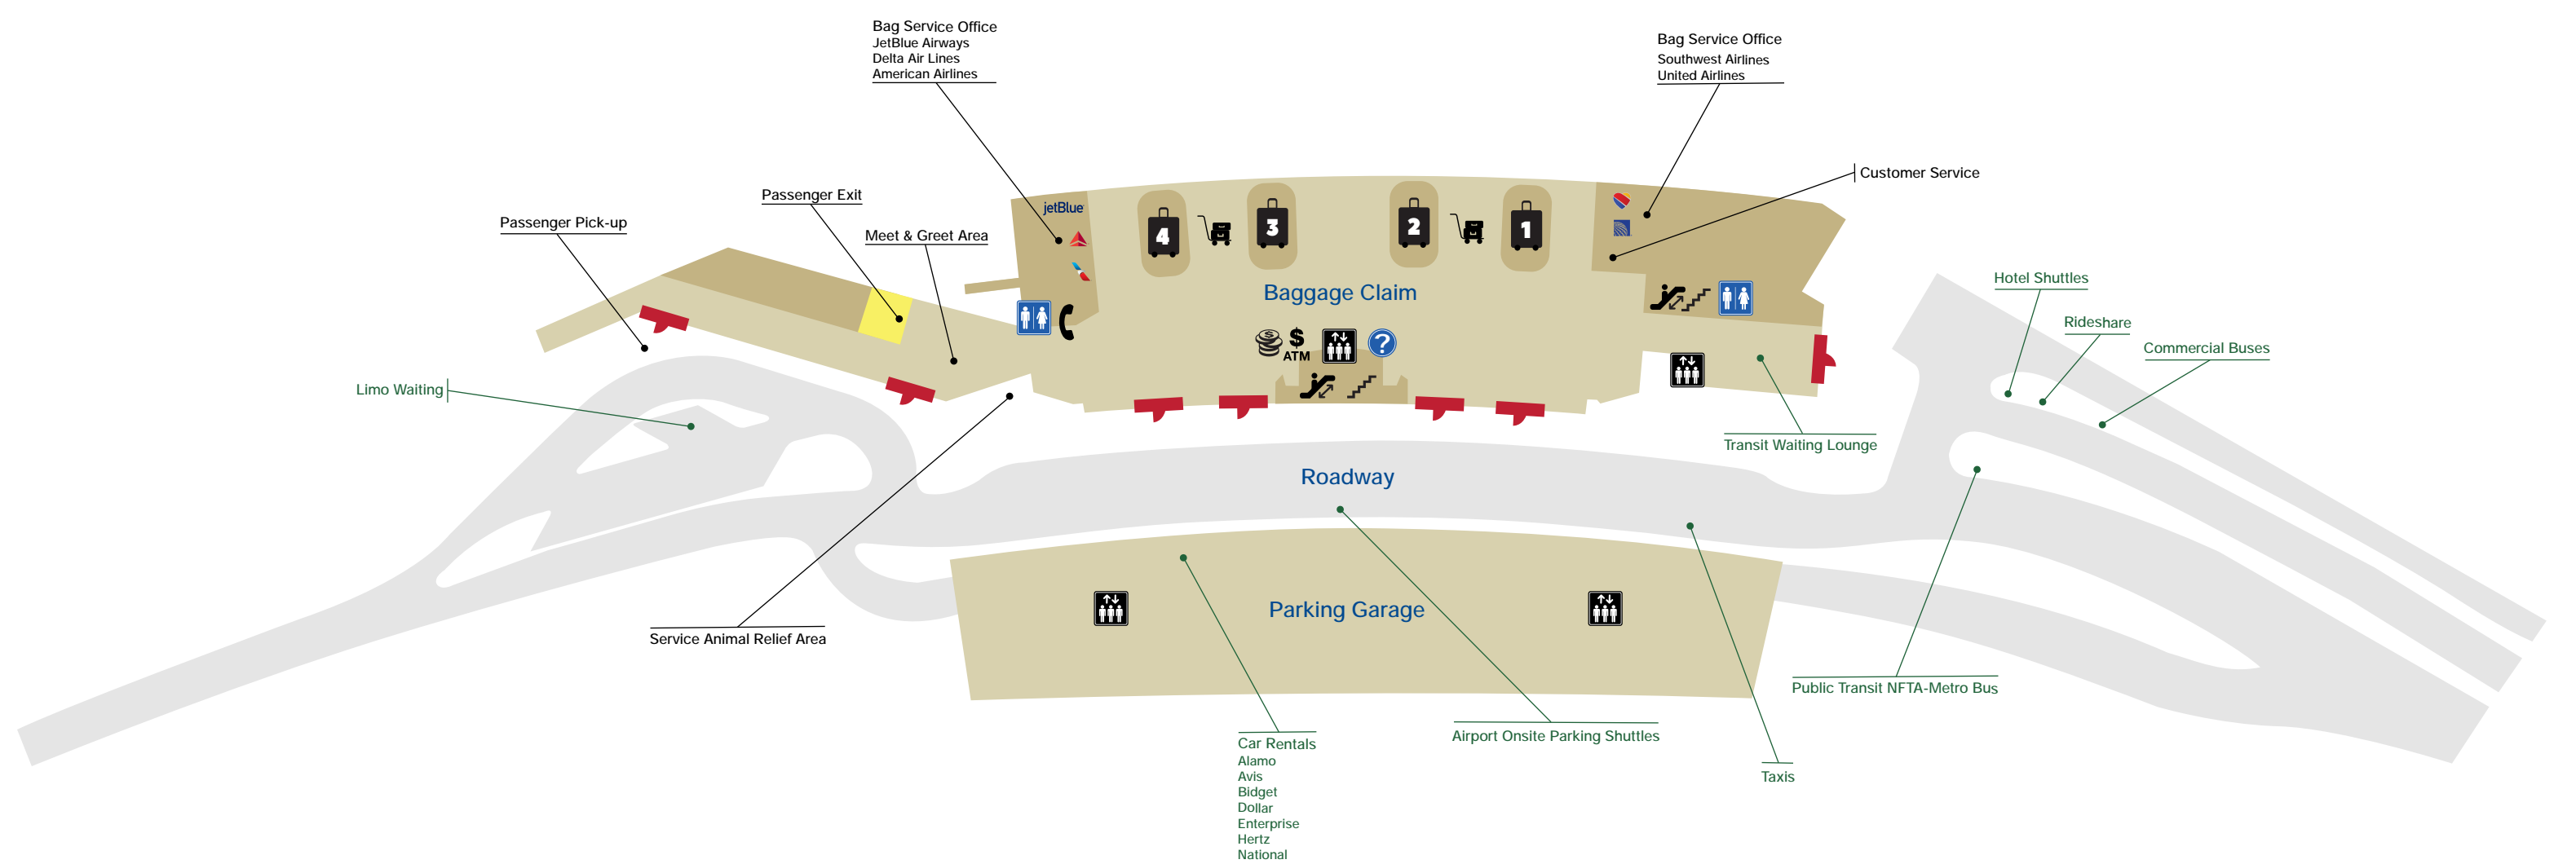 Bag Service Office
JetBlue Airways
Delta Air Lines
American Airlines
Bag Service Office
Southwest Airlines
United Airlines
Customer Service
Passenger Exit
Passenger Pick-up
Meet & Greet Area
jetBlue
4
3
2
1
Baggage Claim
Hotel Shuttles
Rideshare
Commercial Buses
$
$
ATM
?
Limo Waiting
Transit Waiting Lounge
Roadway
Parking Garage
Service Animal Relief Area
Public Transit NFTA-Metro Bus
Airport Onsite Parking Shuttles
Taxis
Car Rentals
Alamo
Avis
Bidget
Dollar
Enterprise
Hertz
National